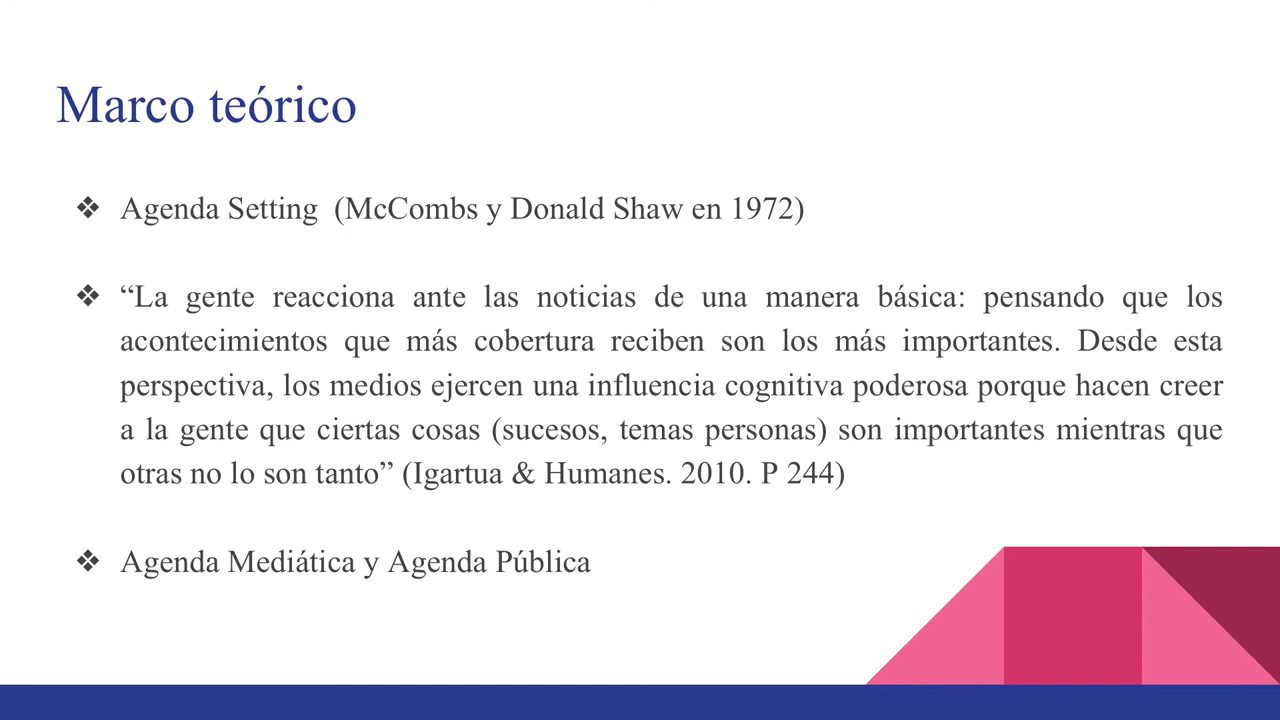 Marco teórico
❖ Agenda Setting (McCombs y Donald Shaw en 1972)
❖ “La gente reacciona ante las noticias de una manera básica: pensando que los
acontecimientos que más cobertura reciben son los más importantes. Desde esta
perspectiva, los medios ejercen una influencia cognitiva poderosa porque hacen creer
a la gente que ciertas cosas (sucesos, temas personas) son importantes mientras que
otras no lo son tanto” (Igartua & Humanes. 2010. P 244)
❖ Agenda Mediática y Agenda Pública